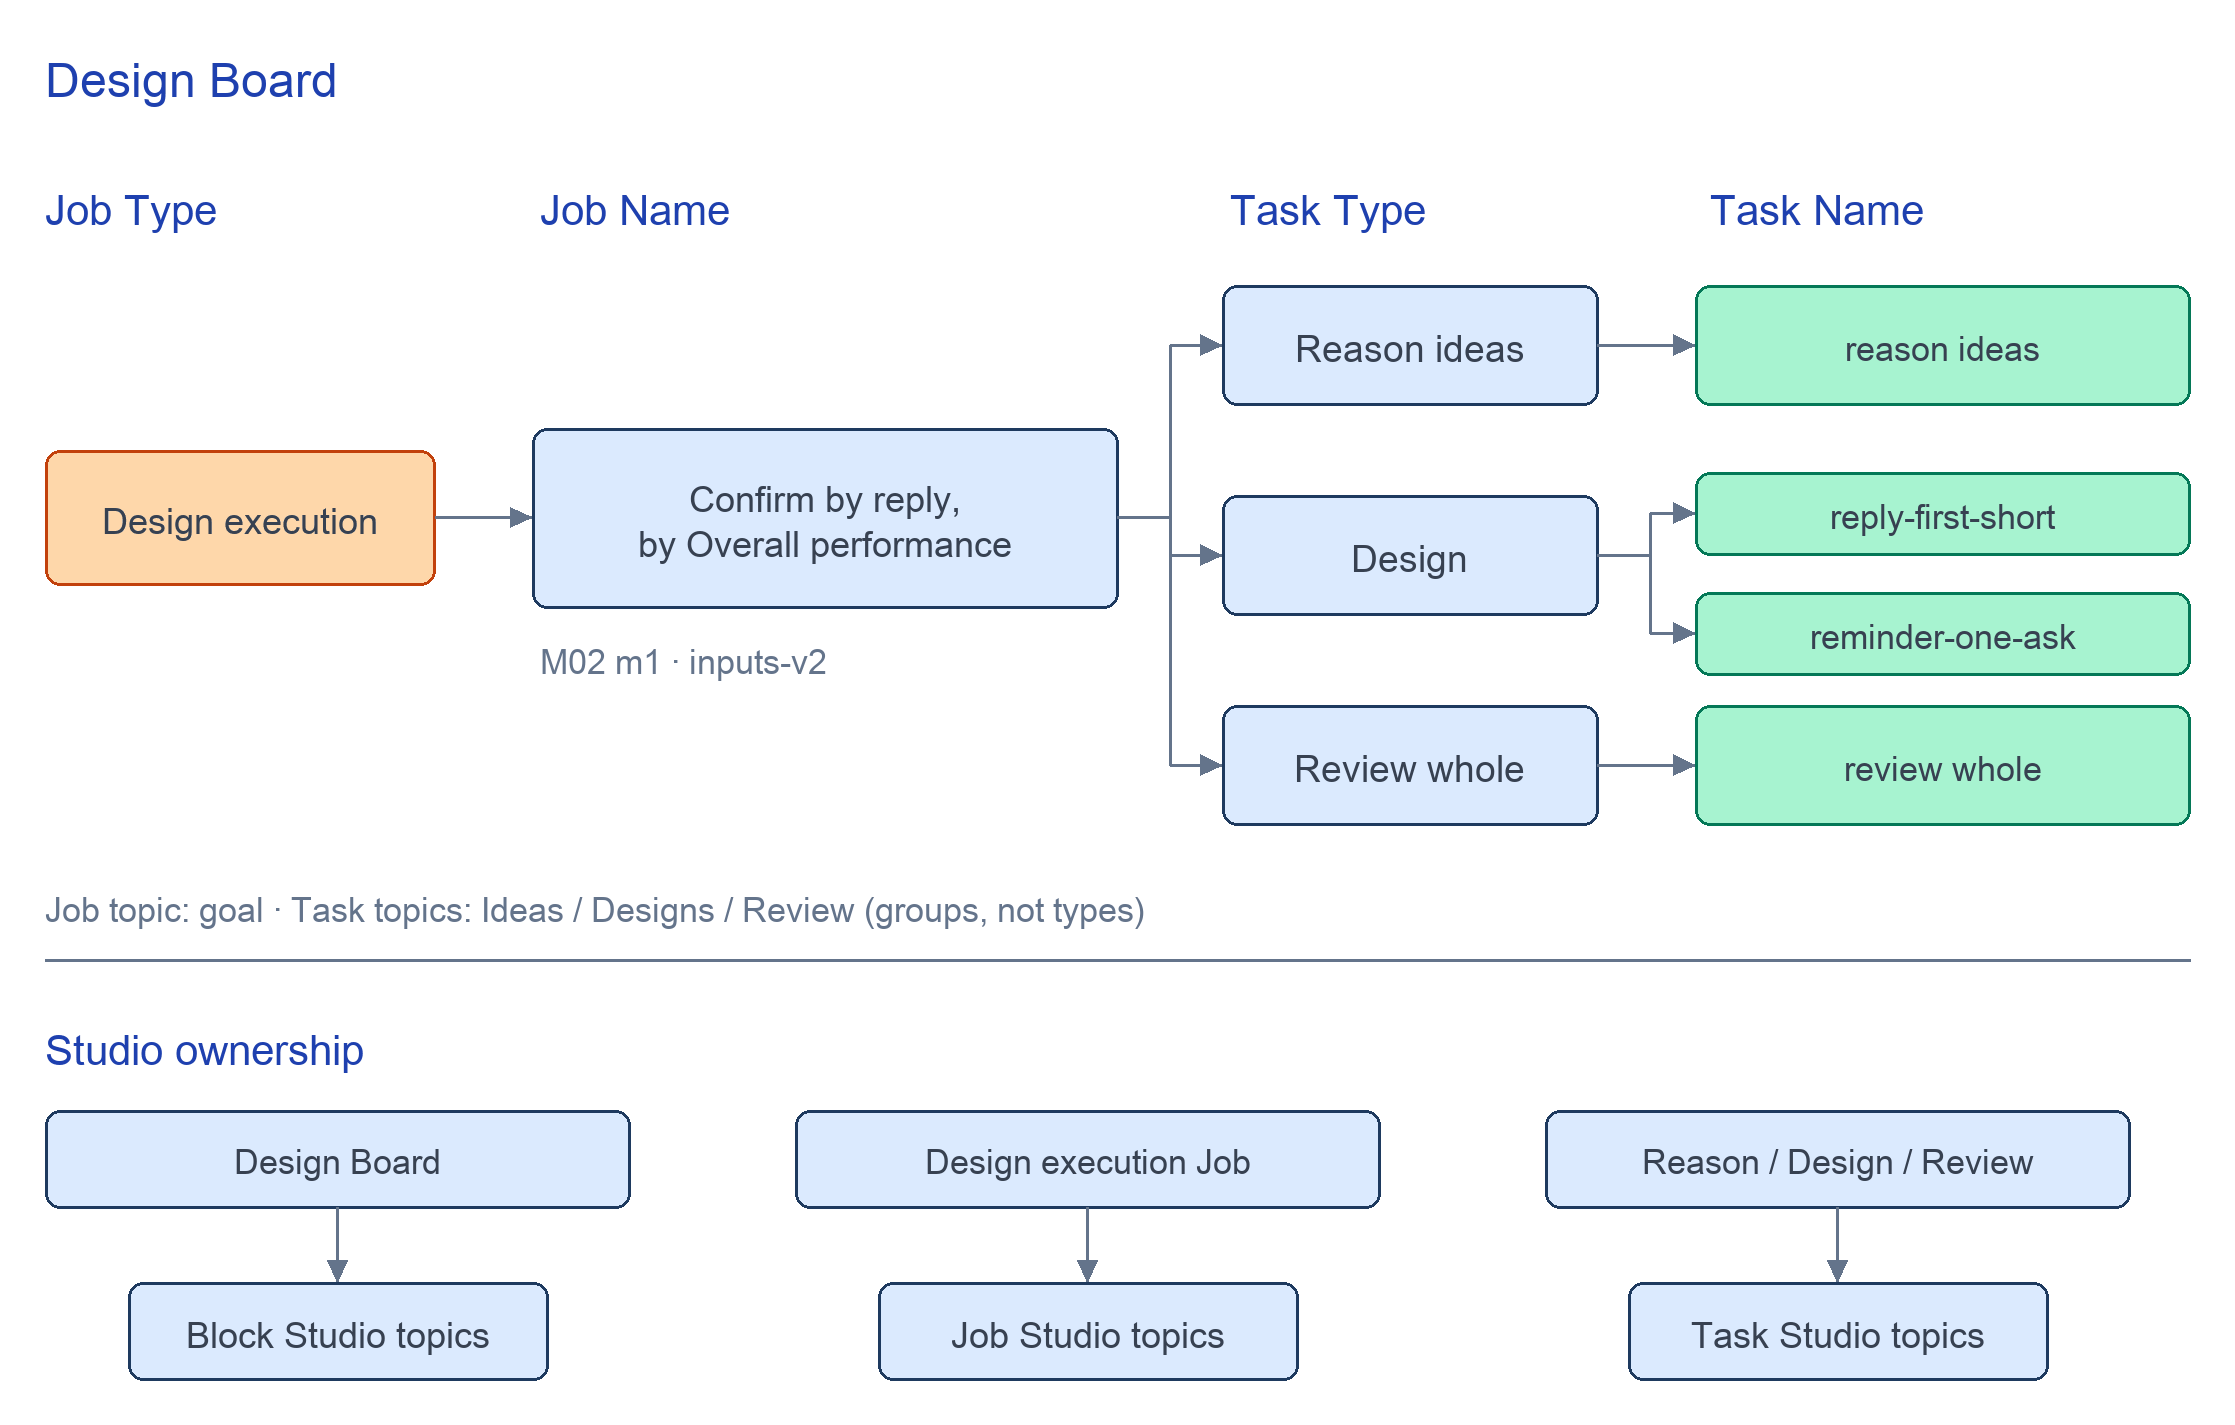 Design Board
Job Type
Job Name
Task Type
Task Name
Design execution
Confirm by reply,
by Overall performance
M02 m1 · inputs-v2
Reason ideas
reason ideas
Design
reply-first-short
reminder-one-ask
Review whole
review whole
Job topic: goal · Task topics: Ideas / Designs / Review (groups, not types)
Studio ownership
Design Board
Design execution Job
Reason / Design / Review
Block Studio topics
Job Studio topics
Task Studio topics